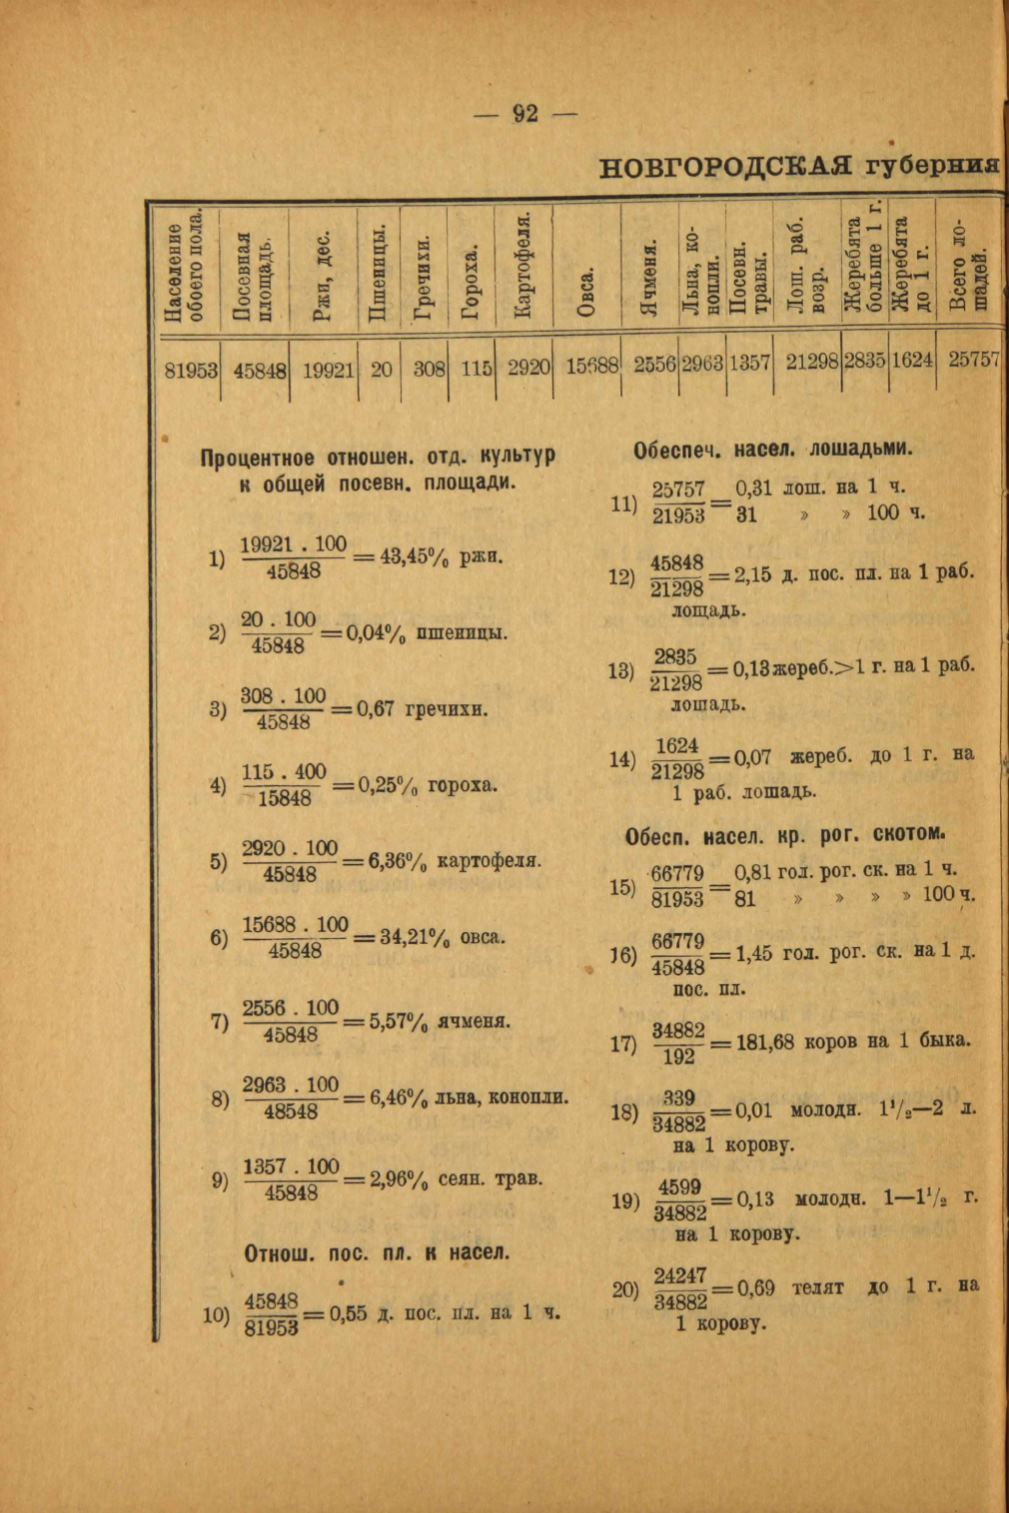 — 92 —
НОВГОРОДСКАЯ губерния
Население обоего пола.
Посевная площадь.
Ржи, дес.
Пшеницы.
Гречихи.
Гороха.
Картофеля.
Овса.
Ячменя.
Льна, ко-нопли.
Посевн. травы.
Лош. раб. возр.
Жеребята больше 1 г.
Жеребята до 1 г.
Всего ло-шадей.
81953 45848 19921 20 308 115 2920 15688 2556 2963 1357 21298 2835 1624 25757
Процентное отношен. отд. культур
к общей посевн. площади.
1) 19921 . 100 / 45848 = 43,45% ржи.
2) 20 . 100 / 45848 = 0,04% пшеницы.
3) 308 . 100 / 45848 = 0,67 гречихи.
4) 115 . 400 / 15848 = 0,25% гороха.
5) 2920 . 100 / 45848 = 6,36% картофеля.
6) 15688 . 100 / 45848 = 34,21% овса.
7) 2556 . 100 / 45848 = 5,57% ячменя.
8) 2963 . 100 / 48548 = 6,46% льна, конопли.
9) 1357 . 100 / 45848 = 2,96% сеян. трав.
Отнош. пос. пл. к насел.
10) 45848 / 81953 = 0,55 д. пос. пл. на 1 ч.
Обеспеч. насел. лошадьми.
11) 25757 / 21953 = 0,31 лош. на 1 ч.
31 » » 100 ч.
12) 45848 / 21298 = 2,15 д. пос. пл. на 1 раб.
лощадь.
13) 2835 / 21298 = 0,13 жереб.>1 г. на 1 раб.
лошадь.
14) 1624 / 21298 = 0,07 жереб. до 1 г. на
1 раб. лошадь.
Обесп. насел. кр. рог. скотом.
15) 66779 / 81953 = 0,81 гол. рог. ск. на 1 ч.
81 » » » » 100 ч.
16) 66779 / 45848 = 1,45 гол. рог. ск. на 1 д.
пос. пл.
17) 34882 / 192 = 181,68 коров на 1 быка.
18) 339 / 34882 = 0,01 молодн. 1½—2 л.
на 1 корову.
19) 4599 / 34882 = 0,13 молодн. 1—1½ г.
на 1 корову.
20) 24247 / 34882 = 0,69 телят до 1 г. на
1 корову.